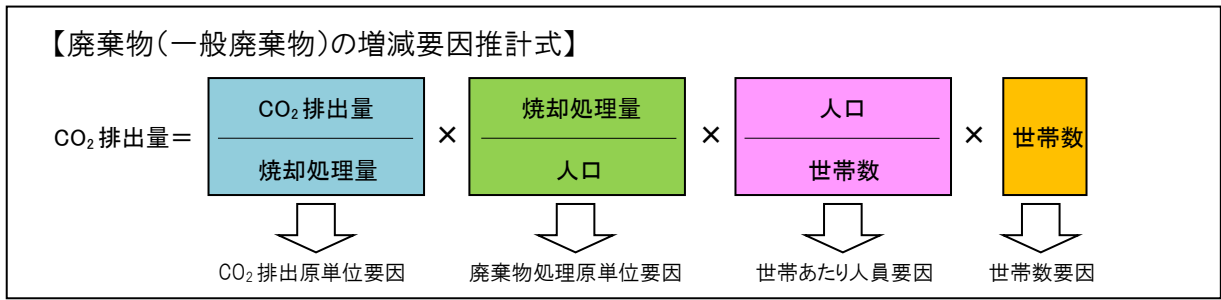 【廃棄物(一般廃棄物)の増減要因推計式】
CO₂排出量＝
CO₂排出量
焼却処理量
×
焼却処理量
人口
×
人口
世帯数
×
世帯数
CO₂排出原単位要因
廃棄物処理原単位要因
世帯あたり人員要因
世帯数要因